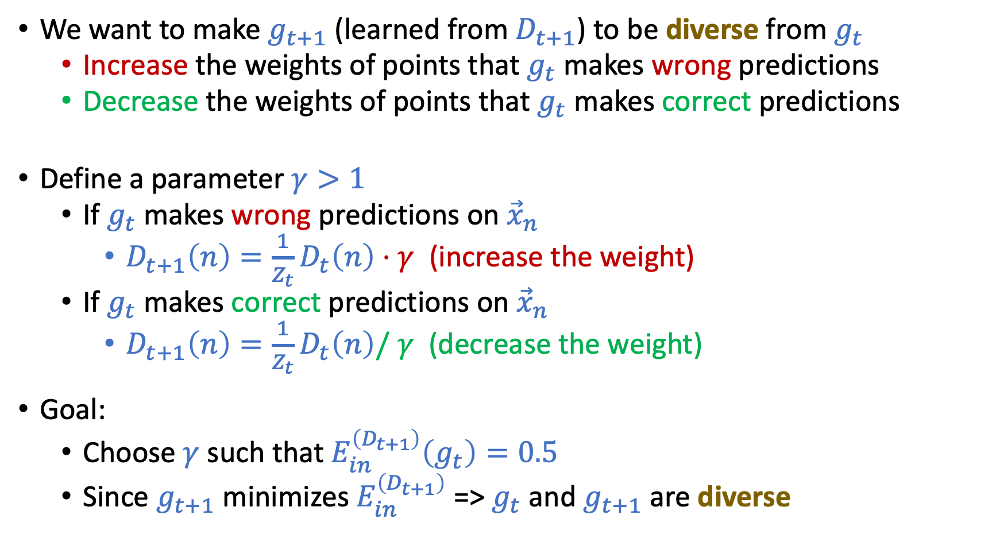 • We want to make g_{t+1} (learned from D_{t+1}) to be diverse from g_t
• Increase the weights of points that g_t makes wrong predictions
• Decrease the weights of points that g_t makes correct predictions
• Define a parameter γ > 1
• If g_t makes wrong predictions on \vec{x}_n
• D_{t+1}(n) = \frac{1}{Z_t} D_t(n) · γ (increase the weight)
• If g_t makes correct predictions on \vec{x}_n
• D_{t+1}(n) = \frac{1}{Z_t} D_t(n) / γ (decrease the weight)
• Goal:
• Choose γ such that E_{in}^{(D_{t+1})}(g_t) = 0.5
• Since g_{t+1} minimizes E_{in}^{(D_{t+1})} => g_t and g_{t+1} are diverse